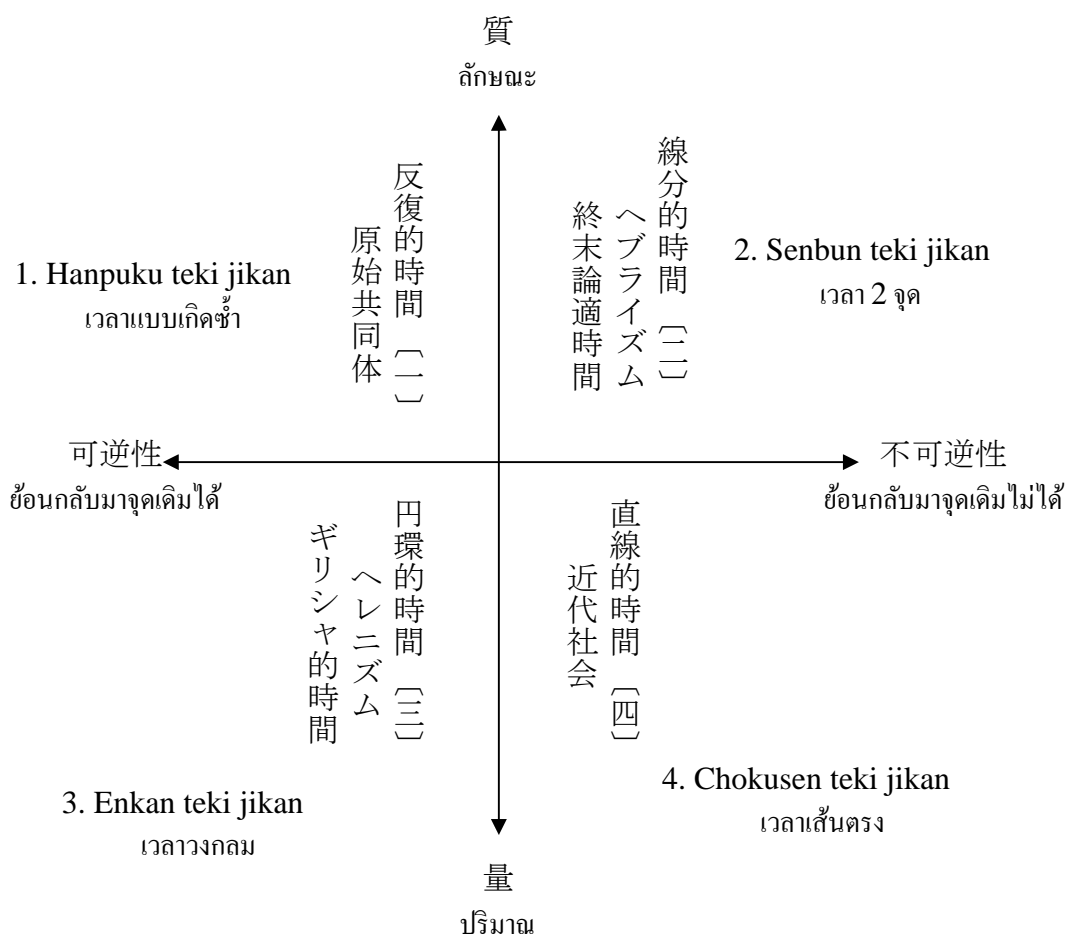 質
ลักษณะ
反復的時間〔一〕
原始共同体
線分的時間〔二〕
ヘブライズム
終末論適時間
1. Hanpuku teki jikan
เวลาแบบเกิดซ้ำ
2. Senbun teki jikan
เวลา 2 จุด
可逆性
ย้อนกลับมาจุดเดิมได้
不可逆性
ย้อนกลับมาจุดเดิมไม่ได้
円環的時間〔三〕
ヘレニズム
ギリシャ的時間
直線的時間〔四〕
近代社会
3. Enkan teki jikan
เวลาวงกลม
4. Chokusen teki jikan
เวลาเส้นตรง
量
ปริมาณ